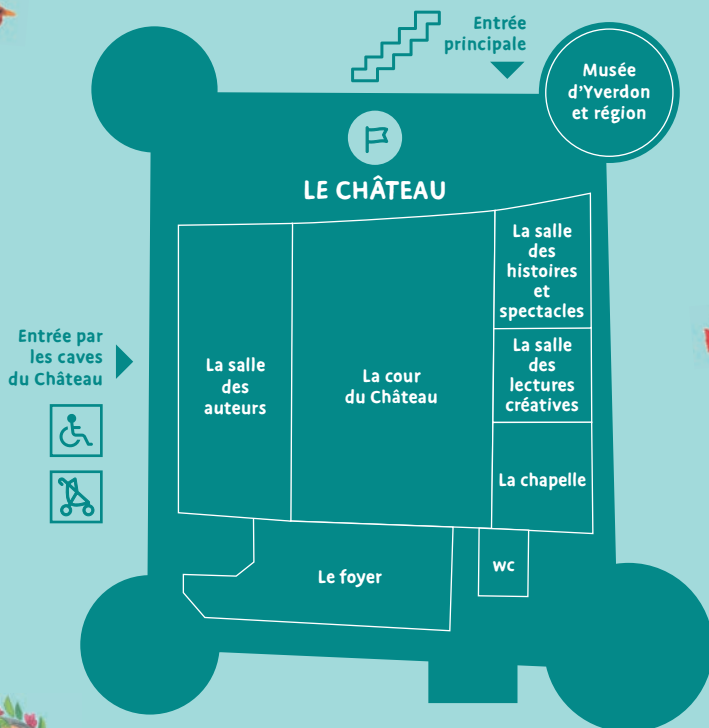 Entrée
principale
Musée
d'Yverdon
et région
LE CHÂTEAU
La salle
des
histoires
et
spectacles
Entrée par
les caves
du Château
La salle
des
auteurs
La cour
du Château
La salle
des
lectures
créatives
La chapelle
Le foyer
wc